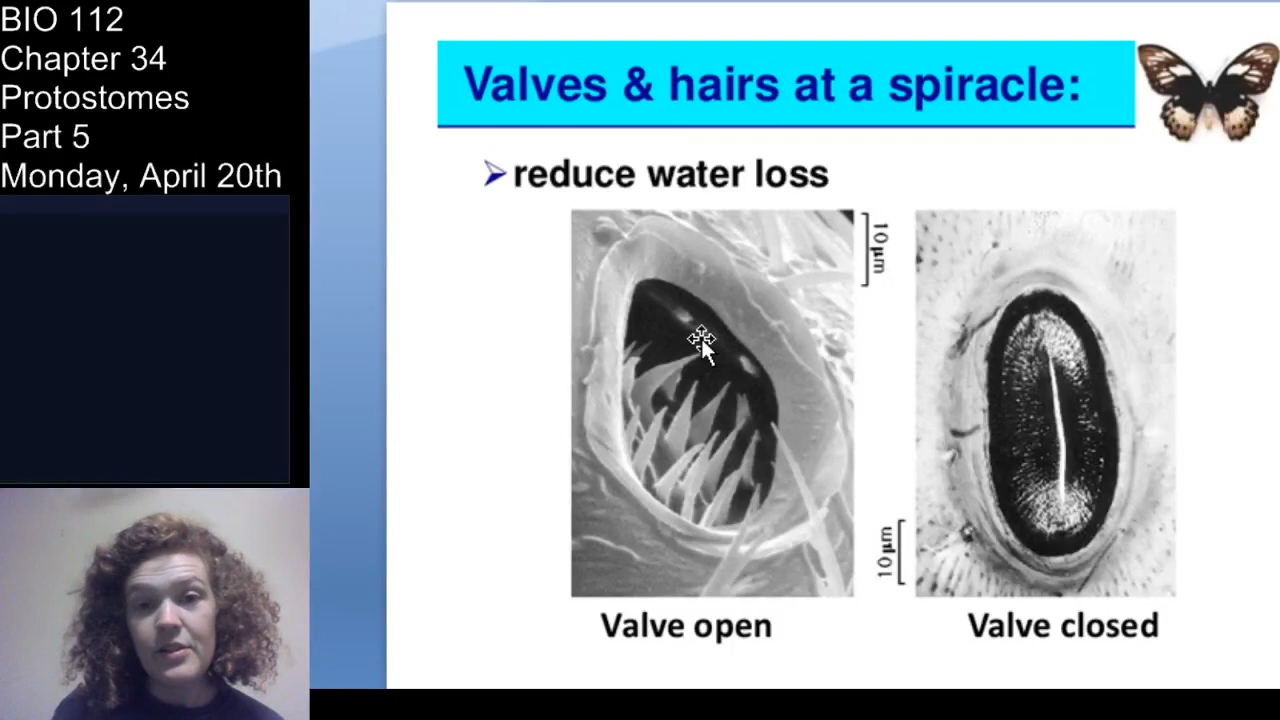 BIO 112
Chapter 34
Protostomes
Part 5
Monday, April 20th
Valves & hairs at a spiracle:
reduce water loss
10 µm
10 µm
Valve open
Valve closed